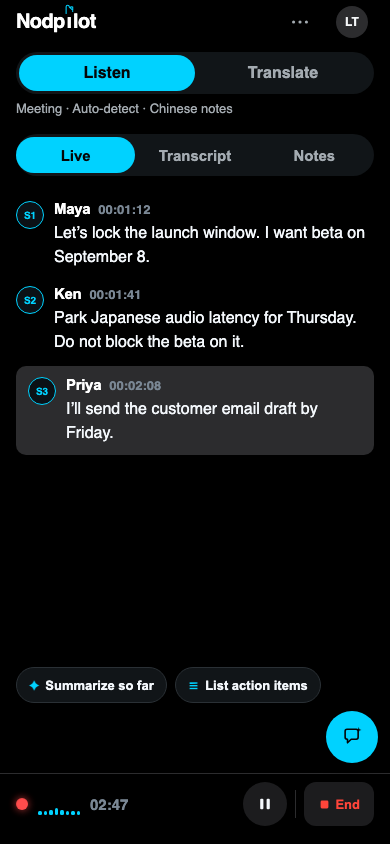 Nodpilot
LT
Listen
Translate
Meeting · Auto-detect · Chinese notes
Live
Transcript
Notes
S1
Maya 00:01:12
Let’s lock the launch window. I want beta on
September 8.
S2
Ken 00:01:41
Park Japanese audio latency for Thursday.
Do not block the beta on it.
S3
Priya 00:02:08
I’ll send the customer email draft by
Friday.
Summarize so far
List action items
02:47
End